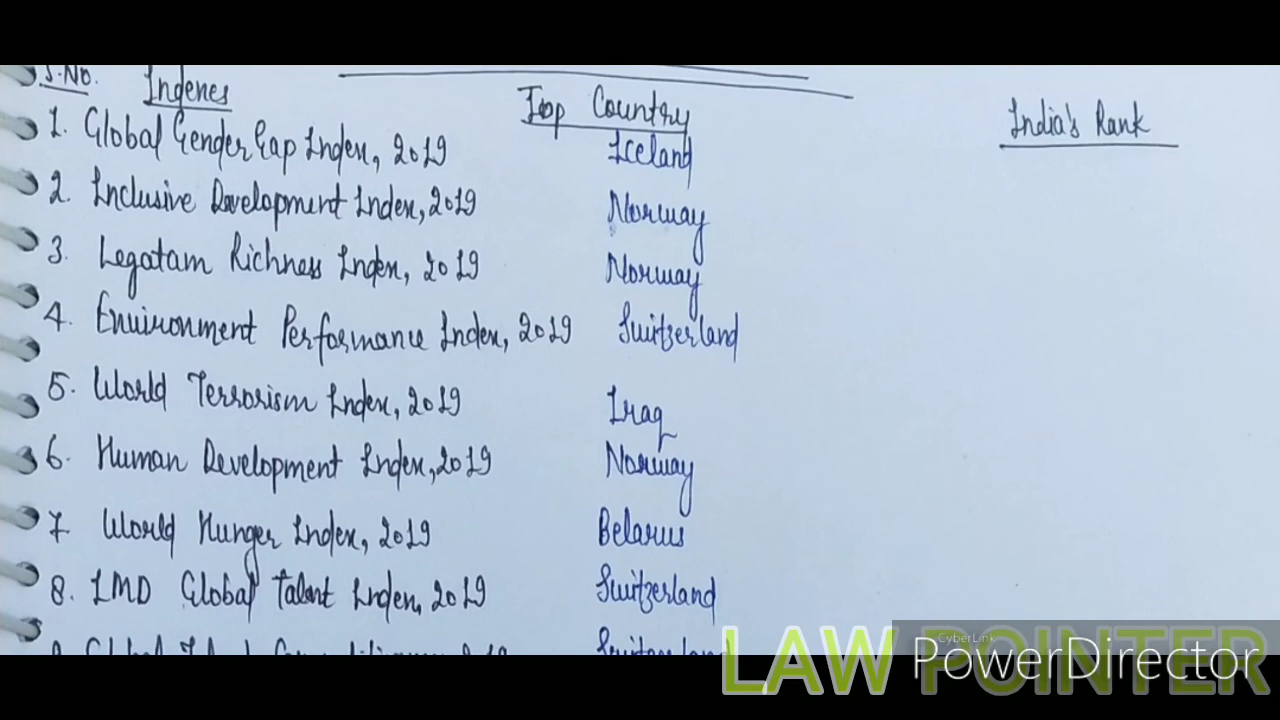 S.No. Indexes Top Country India's Rank
1. Global Gender Gap Index, 2019 Iceland
2. Inclusive Development Index, 2019 Norway
3. Legatam Richness Index, 2019 Norway
4. Environment Performance Index, 2019 Switzerland
5. World Terrorism Index, 2019 Iraq
6. Human Development Index, 2019 Norway
7. World Hunger Index, 2019 Belarus
8. IMD Global Talent Index, 2019 Switzerland
LAW POINTER
CyberLink
PowerDirector